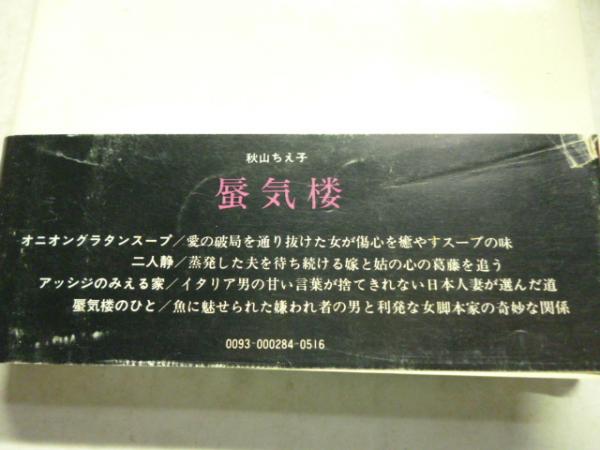 秋山ちえ子
蜃気楼
オニオングラタンスープ／愛の破局を通り抜けた女が傷心を癒やすスープの味
二人静／蒸発した夫を待ち続ける嫁と姑の心の葛藤を追う
アッシジのみえる家／イタリア男の甘い言葉が捨てきれない日本人妻が選んだ道
蜃気楼のひと／魚に魅せられた嫌われ者の男と利発な女脚本家の奇妙な関係
0093-000284-0516